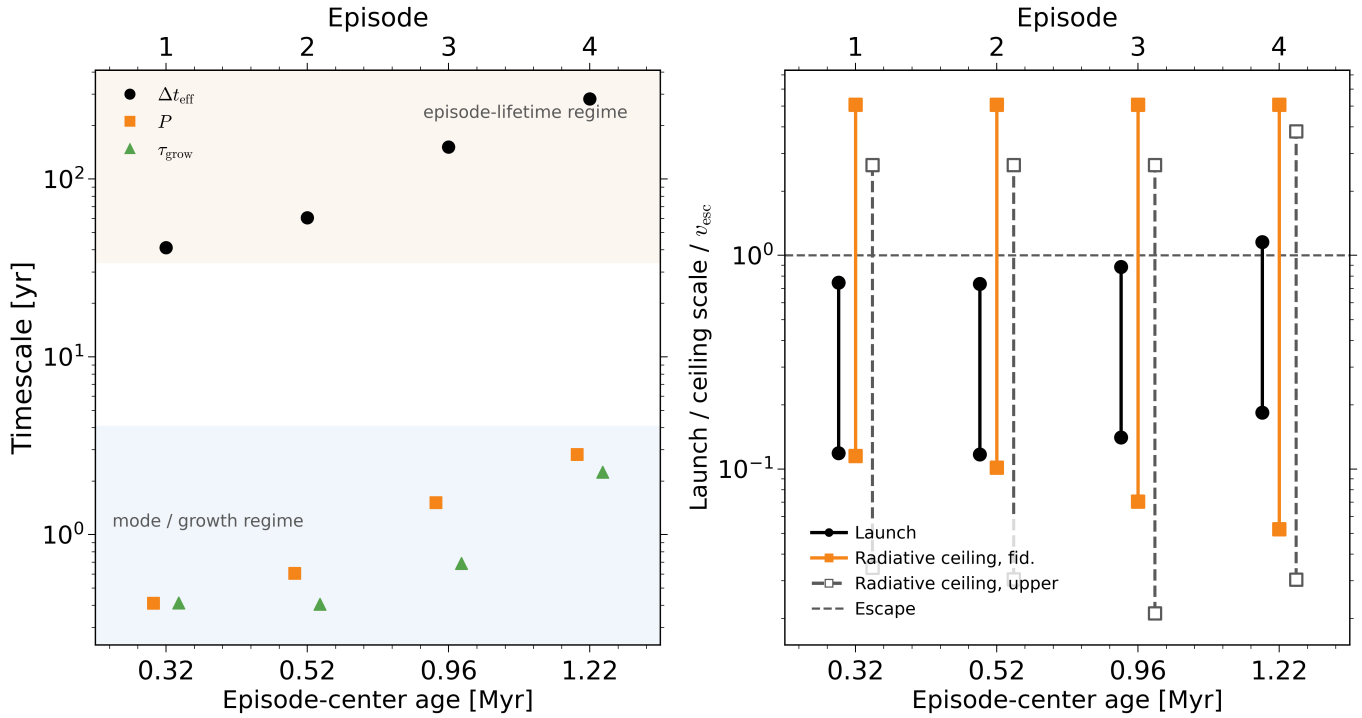 Episode
1 2 3 4
Δt_eff
P
τ_grow
episode-lifetime regime
mode / growth regime
10^2
10^1
10^0
Timescale [yr]
0.32 0.52 0.96 1.22
Episode-center age [Myr]
Episode
1 2 3 4
10^0
10^−1
Launch / ceiling scale / v_esc
Launch
Radiative ceiling, fid.
Radiative ceiling, upper
Escape
0.32 0.52 0.96 1.22
Episode-center age [Myr]